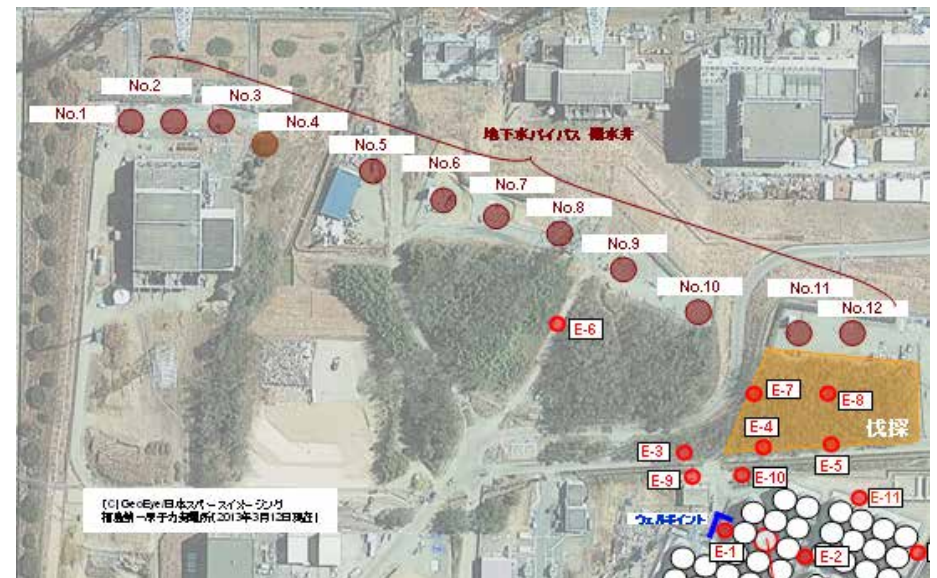 No.2
No.1
No.3
No.4
No.5
No.6
No.7
No.8
No.9
No.10
No.11
No.12
地下水バイパス 揚水井
E-6
E-7
E-8
伐採
E-4
E-3
E-5
E-9
E-10
E-11
ウェルポイント
E-1
E-2
[C]GeoEye/日本スペースイメージング
福島第一原子力発電所(2013年3月12日現在)